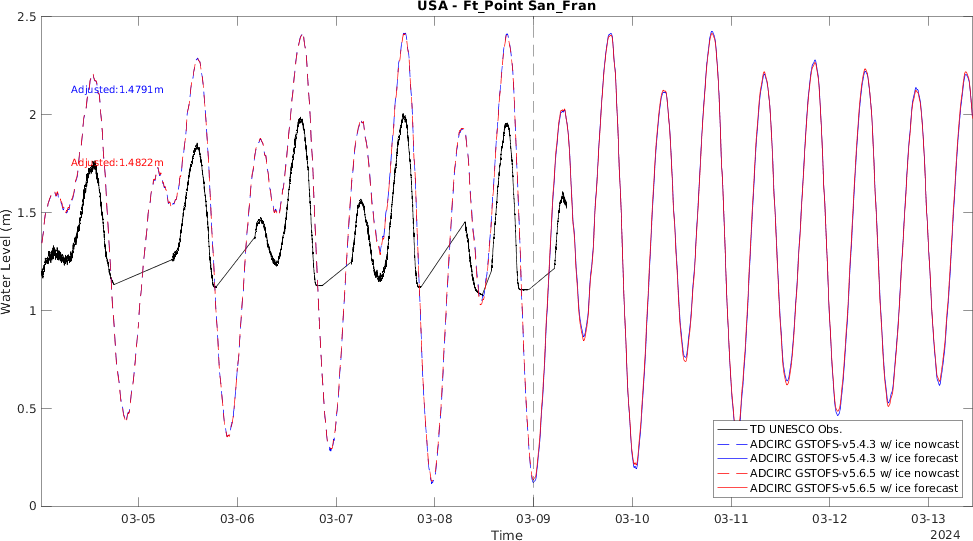 USA - Ft_Point San_Fran
2.5
2
1.5
1
0.5
0
Water Level (m)
Adjusted:1.4791m
Adjusted:1.4822m
TD UNESCO Obs.
ADCIRC GSTOFS-v5.4.3 w/ ice nowcast
ADCIRC GSTOFS-v5.4.3 w/ ice forecast
ADCIRC GSTOFS-v5.6.5 w/ ice nowcast
ADCIRC GSTOFS-v5.6.5 w/ ice forecast
03-05 03-06 03-07 03-08 03-09 03-10 03-11 03-12 03-13
Time
2024